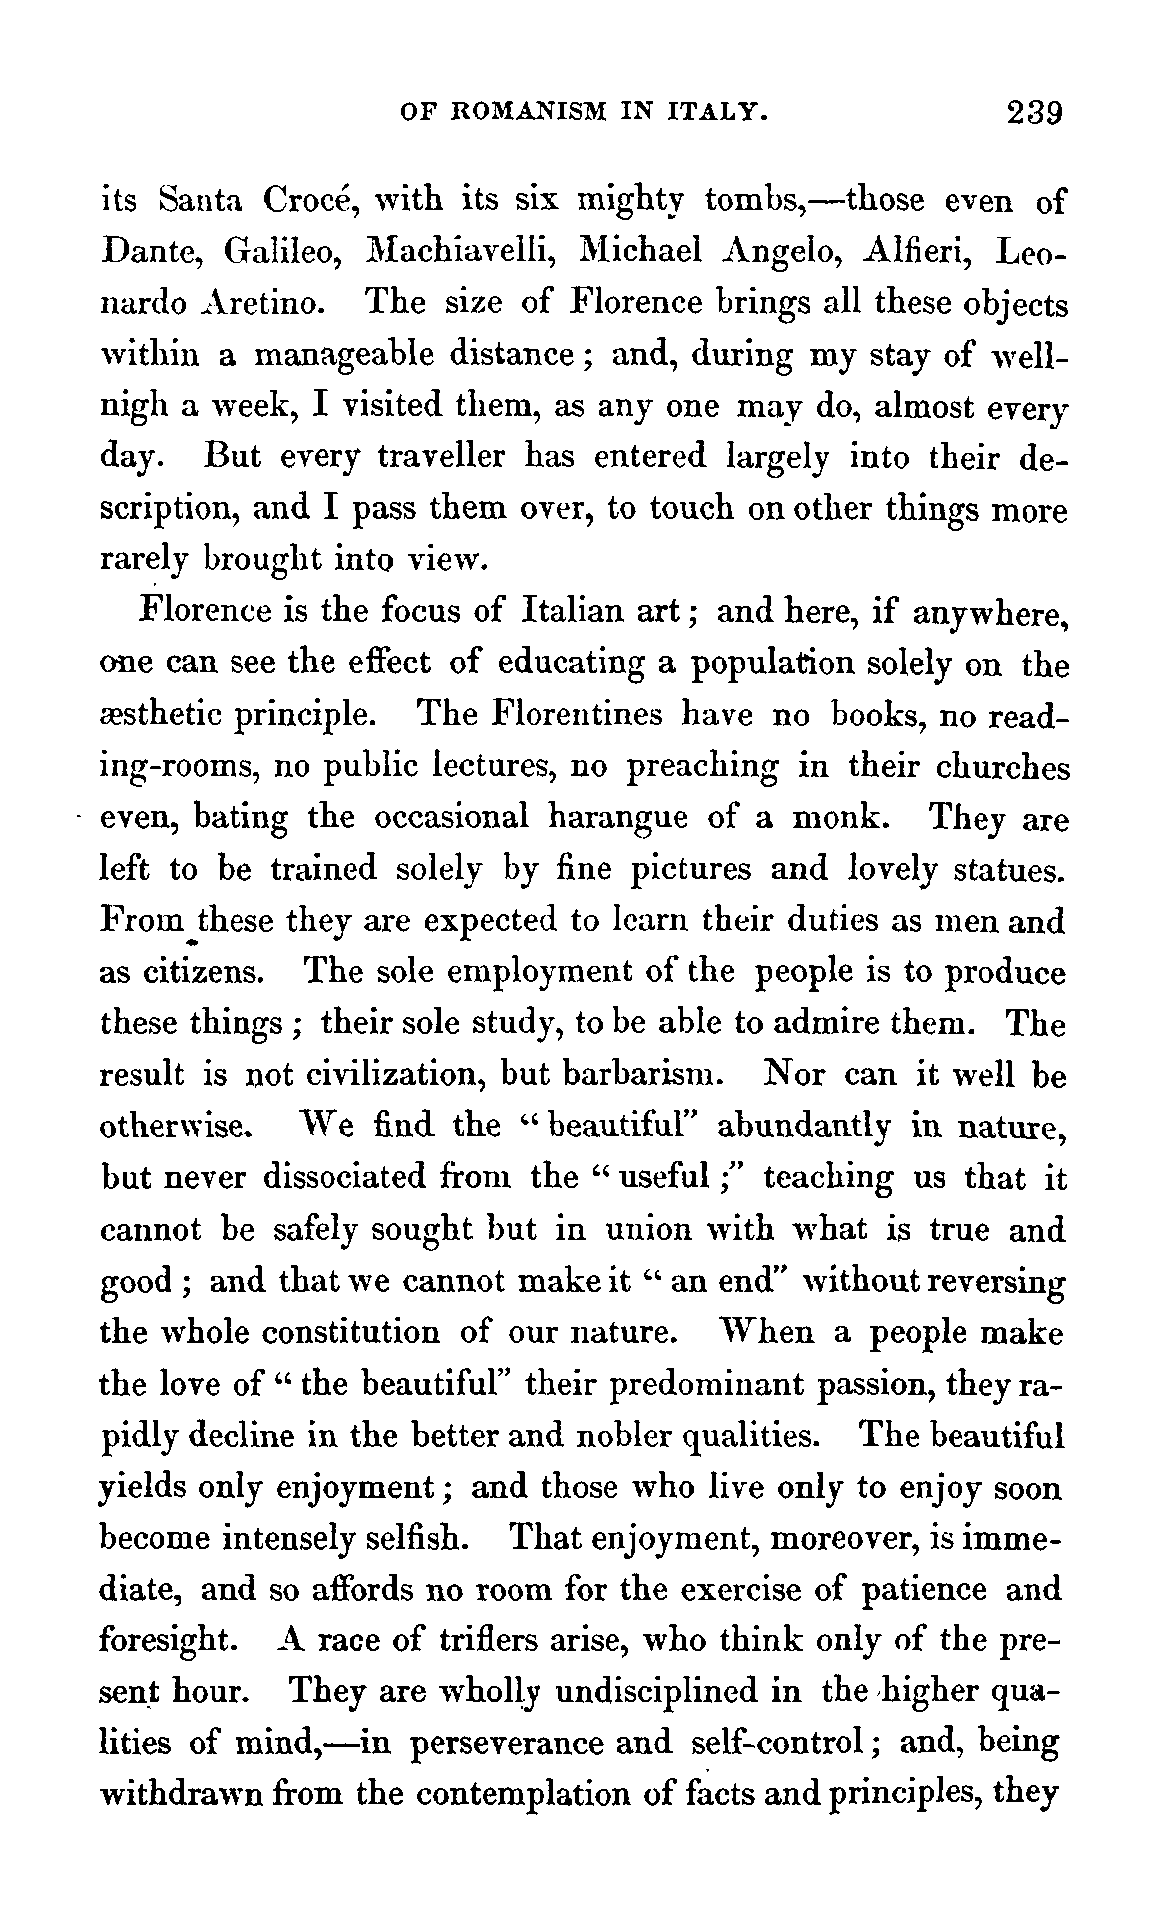 OF ROMANISM IN ITALY. 239
its Santa Crocé, with its six mighty tombs,—those even of
Dante, Galileo, Machiavelli, Michael Angelo, Alfieri, Leo-
nardo Aretino. The size of Florence brings all these objects
within a manageable distance ; and, during my stay of well-
nigh a week, I visited them, as any one may do, almost every
day. But every traveller has entered largely into their de-
scription, and I pass them over, to touch on other things more
rarely brought into view.
Florence is the focus of Italian art ; and here, if anywhere,
one can see the effect of educating a population solely on the
æsthetic principle. The Florentines have no books, no read-
ing-rooms, no public lectures, no preaching in their churches
even, bating the occasional harangue of a monk. They are
left to be trained solely by fine pictures and lovely statues.
From these they are expected to learn their duties as men and
as citizens. The sole employment of the people is to produce
these things ; their sole study, to be able to admire them. The
result is not civilization, but barbarism. Nor can it well be
otherwise. We find the “ beautiful” abundantly in nature,
but never dissociated from the “ useful ;” teaching us that it
cannot be safely sought but in union with what is true and
good ; and that we cannot make it “ an end” without reversing
the whole constitution of our nature. When a people make
the love of “ the beautiful” their predominant passion, they ra-
pidly decline in the better and nobler qualities. The beautiful
yields only enjoyment ; and those who live only to enjoy soon
become intensely selfish. That enjoyment, moreover, is imme-
diate, and so affords no room for the exercise of patience and
foresight. A race of triflers arise, who think only of the pre-
sent hour. They are wholly undisciplined in the higher qua-
lities of mind,—in perseverance and self-control ; and, being
withdrawn from the contemplation of facts and principles, they